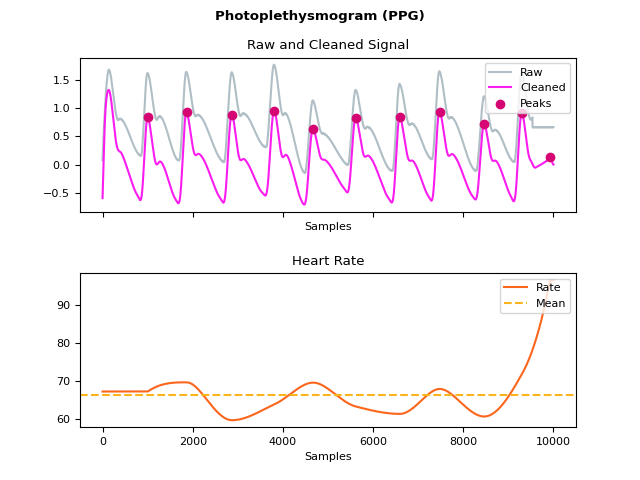 Photoplethysmogram (PPG)
Raw and Cleaned Signal
1.5
1.0
0.5
0.0
−0.5
Raw
Cleaned
Peaks
Samples
Heart Rate
90
80
70
60
Rate
Mean
0 2000 4000 6000 8000 10000
Samples